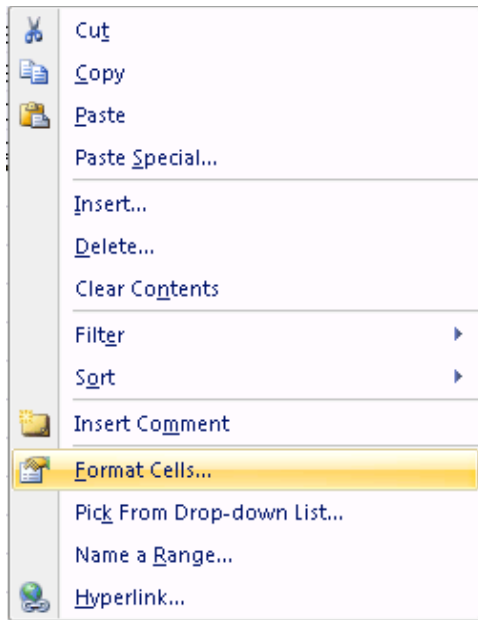 Cut
Copy
Paste
Paste Special...
Insert...
Delete...
Clear Contents
Filter
Sort
Insert Comment
Format Cells...
Pick From Drop-down List...
Name a Range...
Hyperlink...